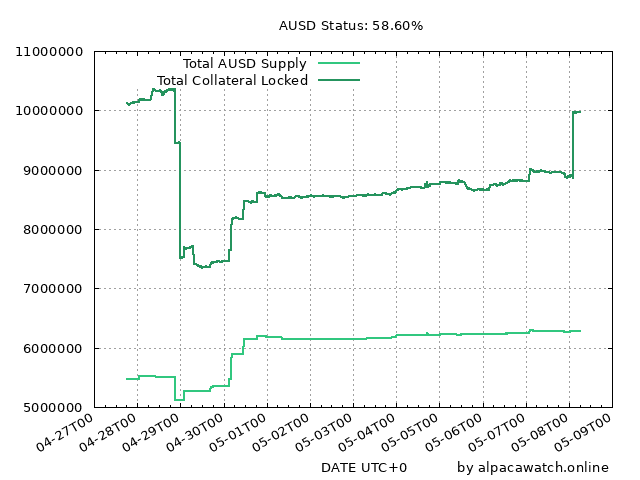 AUSD Status: 58.60%
11000000
10000000
9000000
8000000
7000000
6000000
5000000
Total AUSD Supply
Total Collateral Locked
04-27T00
04-28T00
04-29T00
04-30T00
05-01T00
05-02T00
05-03T00
05-04T00
05-05T00
05-06T00
05-07T00
05-08T00
05-09T00
DATE UTC+0
by alpacawatch.online